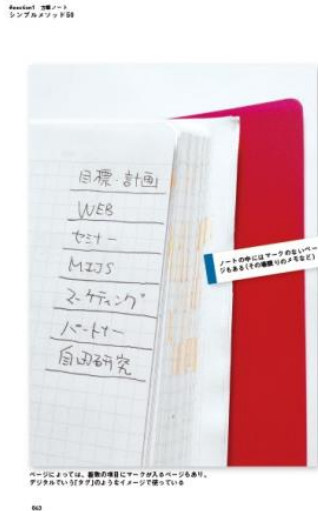 #section1 方眼ノート
シンプルメソッド50
目標・計画
WEB
セミナー
MIJS
マーケティング
パートナー
自由研究
ノートの中にはマークのないペー
ジもある(その場限りのメモなど)
ページによっては、複数の項目にマークが入るページもあり、
デジタルでいう「タグ」のようなイメージで使っている
043